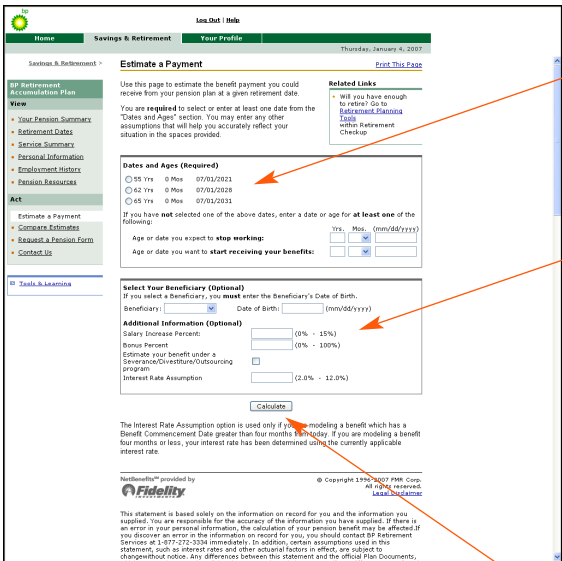 bp
Log Out | Help
Home Savings & Retirement Your Profile
Thursday, January 4, 2007
Savings & Retirement >
BP Retirement
Accumulation Plan
View
Your Pension Summary
Retirement Dates
Service Summary
Personal Information
Employment History
Pension Resources
Act
Estimate a Payment
Compare Estimates
Request a Pension Form
Contact Us
Tools & Learning
Estimate a Payment
Print This Page
Use this page to estimate the benefit payment you could
receive from your pension plan at a given retirement date.
You are required to select or enter at least one date from the
"Dates and Ages" section. You may enter any other
assumptions that will help you accurately reflect your
situation in the spaces provided.
Related Links
Will you have enough
to retire? Go to
Retirement Planning
Tools
within Retirement
Checkup
Dates and Ages (Required)
55 Yrs 0 Mos 07/01/2021
62 Yrs 0 Mos 07/01/2028
65 Yrs 0 Mos 07/01/2031
If you have not selected one of the above dates, enter a date or age for at least one of the
following:
Yrs. Mos. (mm/dd/yyyy)
Age or date you expect to stop working:
Age or date you want to start receiving your benefits:
Select Your Beneficiary (Optional)
If you select a Beneficiary, you must enter the Beneficiary's Date of Birth.
Beneficiary: Date of Birth: (mm/dd/yyyy)
Additional Information (Optional)
Salary Increase Percent: (0% - 15%)
Bonus Percent (0% - 100%)
Estimate your benefit under a
Severance/Divestiture/Outsourcing
program
Interest Rate Assumption (2.0% - 12.0%)
Calculate
The Interest Rate Assumption option is used only if you are modeling a benefit which has a
Benefit Commencement Date greater than four months from today. If you are modeling a benefit
four months or less, your interest rate has been determined using the currently applicable
interest rate.
NetBenefits℠ provided by
Fidelity
© Copyright 1996-2007 FMR Corp.
All rights reserved.
Legal Disclaimer
This statement is based solely on the information on record for you and the information you
supplied. You are responsible for the accuracy of the information you have supplied. If there is
an error in your personal information, the calculation of your pension benefit may be affected.If
you discover an error in the information on record for you, you should contact BP Retirement
Services at 1-877-272-3334 immediately. In addition, certain assumptions used in this
statement, such as interest rates and other actuarial factors in effect, are subject to
changewithout notice. Any differences between this statement and the official Plan Documents,